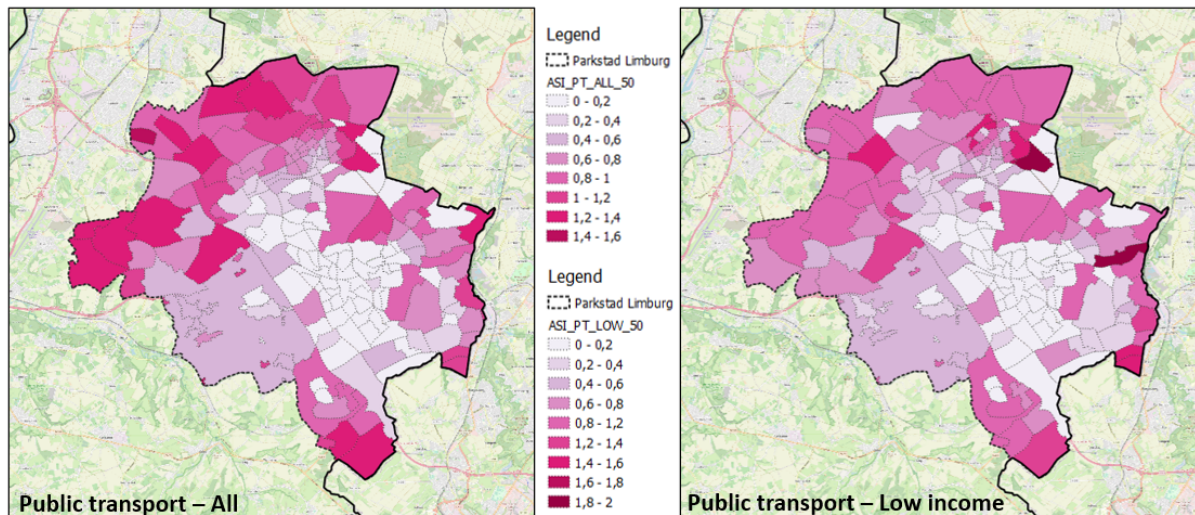 Legend
Parkstad Limburg
ASI_PT_ALL_50
0 - 0,2
0,2 - 0,4
0,4 - 0,6
0,6 - 0,8
0,8 - 1
1 - 1,2
1,2 - 1,4
1,4 - 1,6
Legend
Parkstad Limburg
ASI_PT_LOW_50
0 - 0,2
0,2 - 0,4
0,4 - 0,6
0,6 - 0,8
0,8 - 1,2
1,2 - 1,4
1,4 - 1,6
1,6 - 1,8
1,8 - 2
Public transport – All
Public transport – Low income